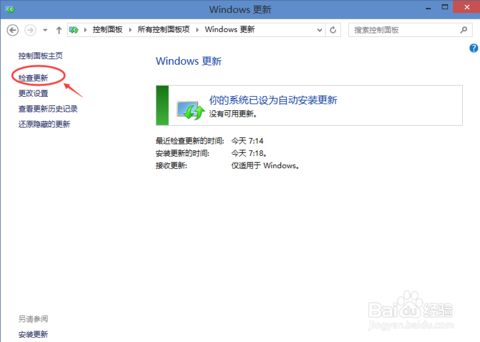 Windows 更新
控制面板 所有控制面板项 Windows 更新
搜索控制面板
控制面板主页
检查更新
更改设置
查看更新历史记录
还原隐藏的更新
Windows 更新
你的系统已设为自动安装更新
没有可用更新。
最近检查更新的时间: 今天 7:14
安装更新的时间: 今天 7:18。
接收更新: 仅适用于 Windows。
另请参阅
安装更新
Baidu 经验
jingyan.baidu.com